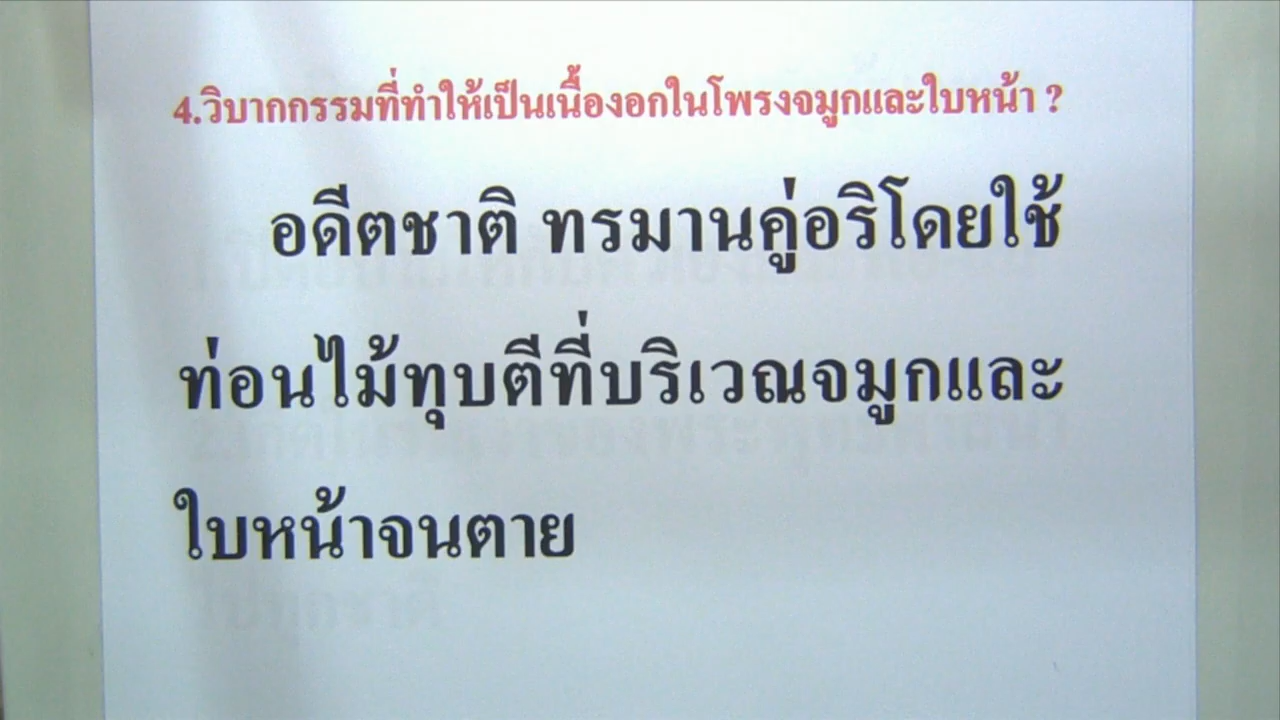 4.วิบากกรรมที่ทำให้เป็นเนื้องอกในโพรงจมูกและใบหน้า ?
อดีตชาติ ทรมานคู่อริโดยใช้
ท่อนไม้ทุบตีที่บริเวณจมูกและ
ใบหน้าจนตาย